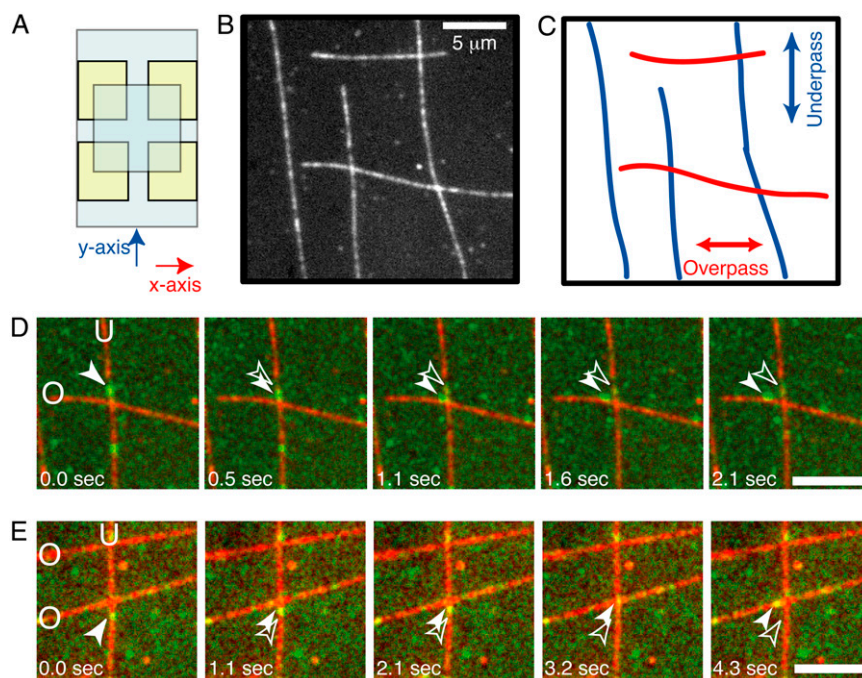 A
y-axis
x-axis
B
5 μm
C
Underpass
Overpass
D
U
O
0.0 sec
0.5 sec
1.1 sec
1.6 sec
2.1 sec
E
U
O
O
0.0 sec
1.1 sec
2.1 sec
3.2 sec
4.3 sec